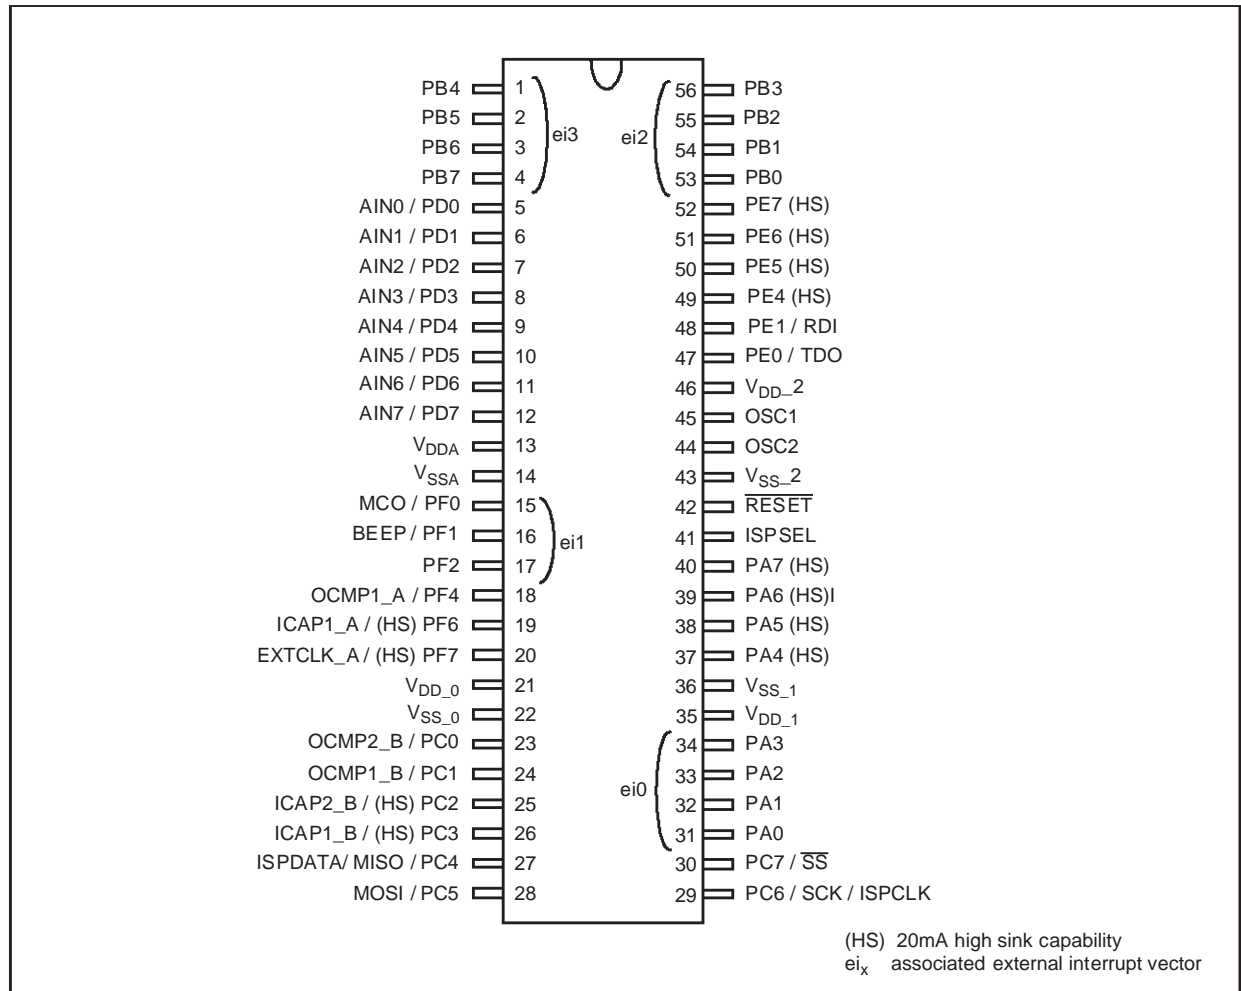 PB4 1 56 PB3
PB5 2 55 PB2
ei3 ei2
PB6 3 54 PB1
PB7 4 53 PB0
AIN0 / PD0 5 52 PE7 (HS)
AIN1 / PD1 6 51 PE6 (HS)
AIN2 / PD2 7 50 PE5 (HS)
AIN3 / PD3 8 49 PE4 (HS)
AIN4 / PD4 9 48 PE1 / RDI
AIN5 / PD5 10 47 PE0 / TDO
AIN6 / PD6 11 46 VDD_2
AIN7 / PD7 12 45 OSC1
VDDA 13 44 OSC2
VSSA 14 43 VSS_2
MCO / PF0 15 42 RESET
BEEP / PF1 16 41 ISPSEL
ei1
PF2 17 40 PA7 (HS)
OCMP1_A / PF4 18 39 PA6 (HS)I
ICAP1_A / (HS) PF6 19 38 PA5 (HS)
EXTCLK_A / (HS) PF7 20 37 PA4 (HS)
VDD_0 21 36 VSS_1
VSS_0 22 35 VDD_1
OCMP2_B / PC0 23 34 PA3
OCMP1_B / PC1 24 33 PA2
ei0
ICAP2_B / (HS) PC2 25 32 PA1
ICAP1_B / (HS) PC3 26 31 PA0
ISPDATA/ MISO / PC4 27 30 PC7 / SS
MOSI / PC5 28 29 PC6 / SCK / ISPCLK
(HS) 20mA high sink capability
eix associated external interrupt vector